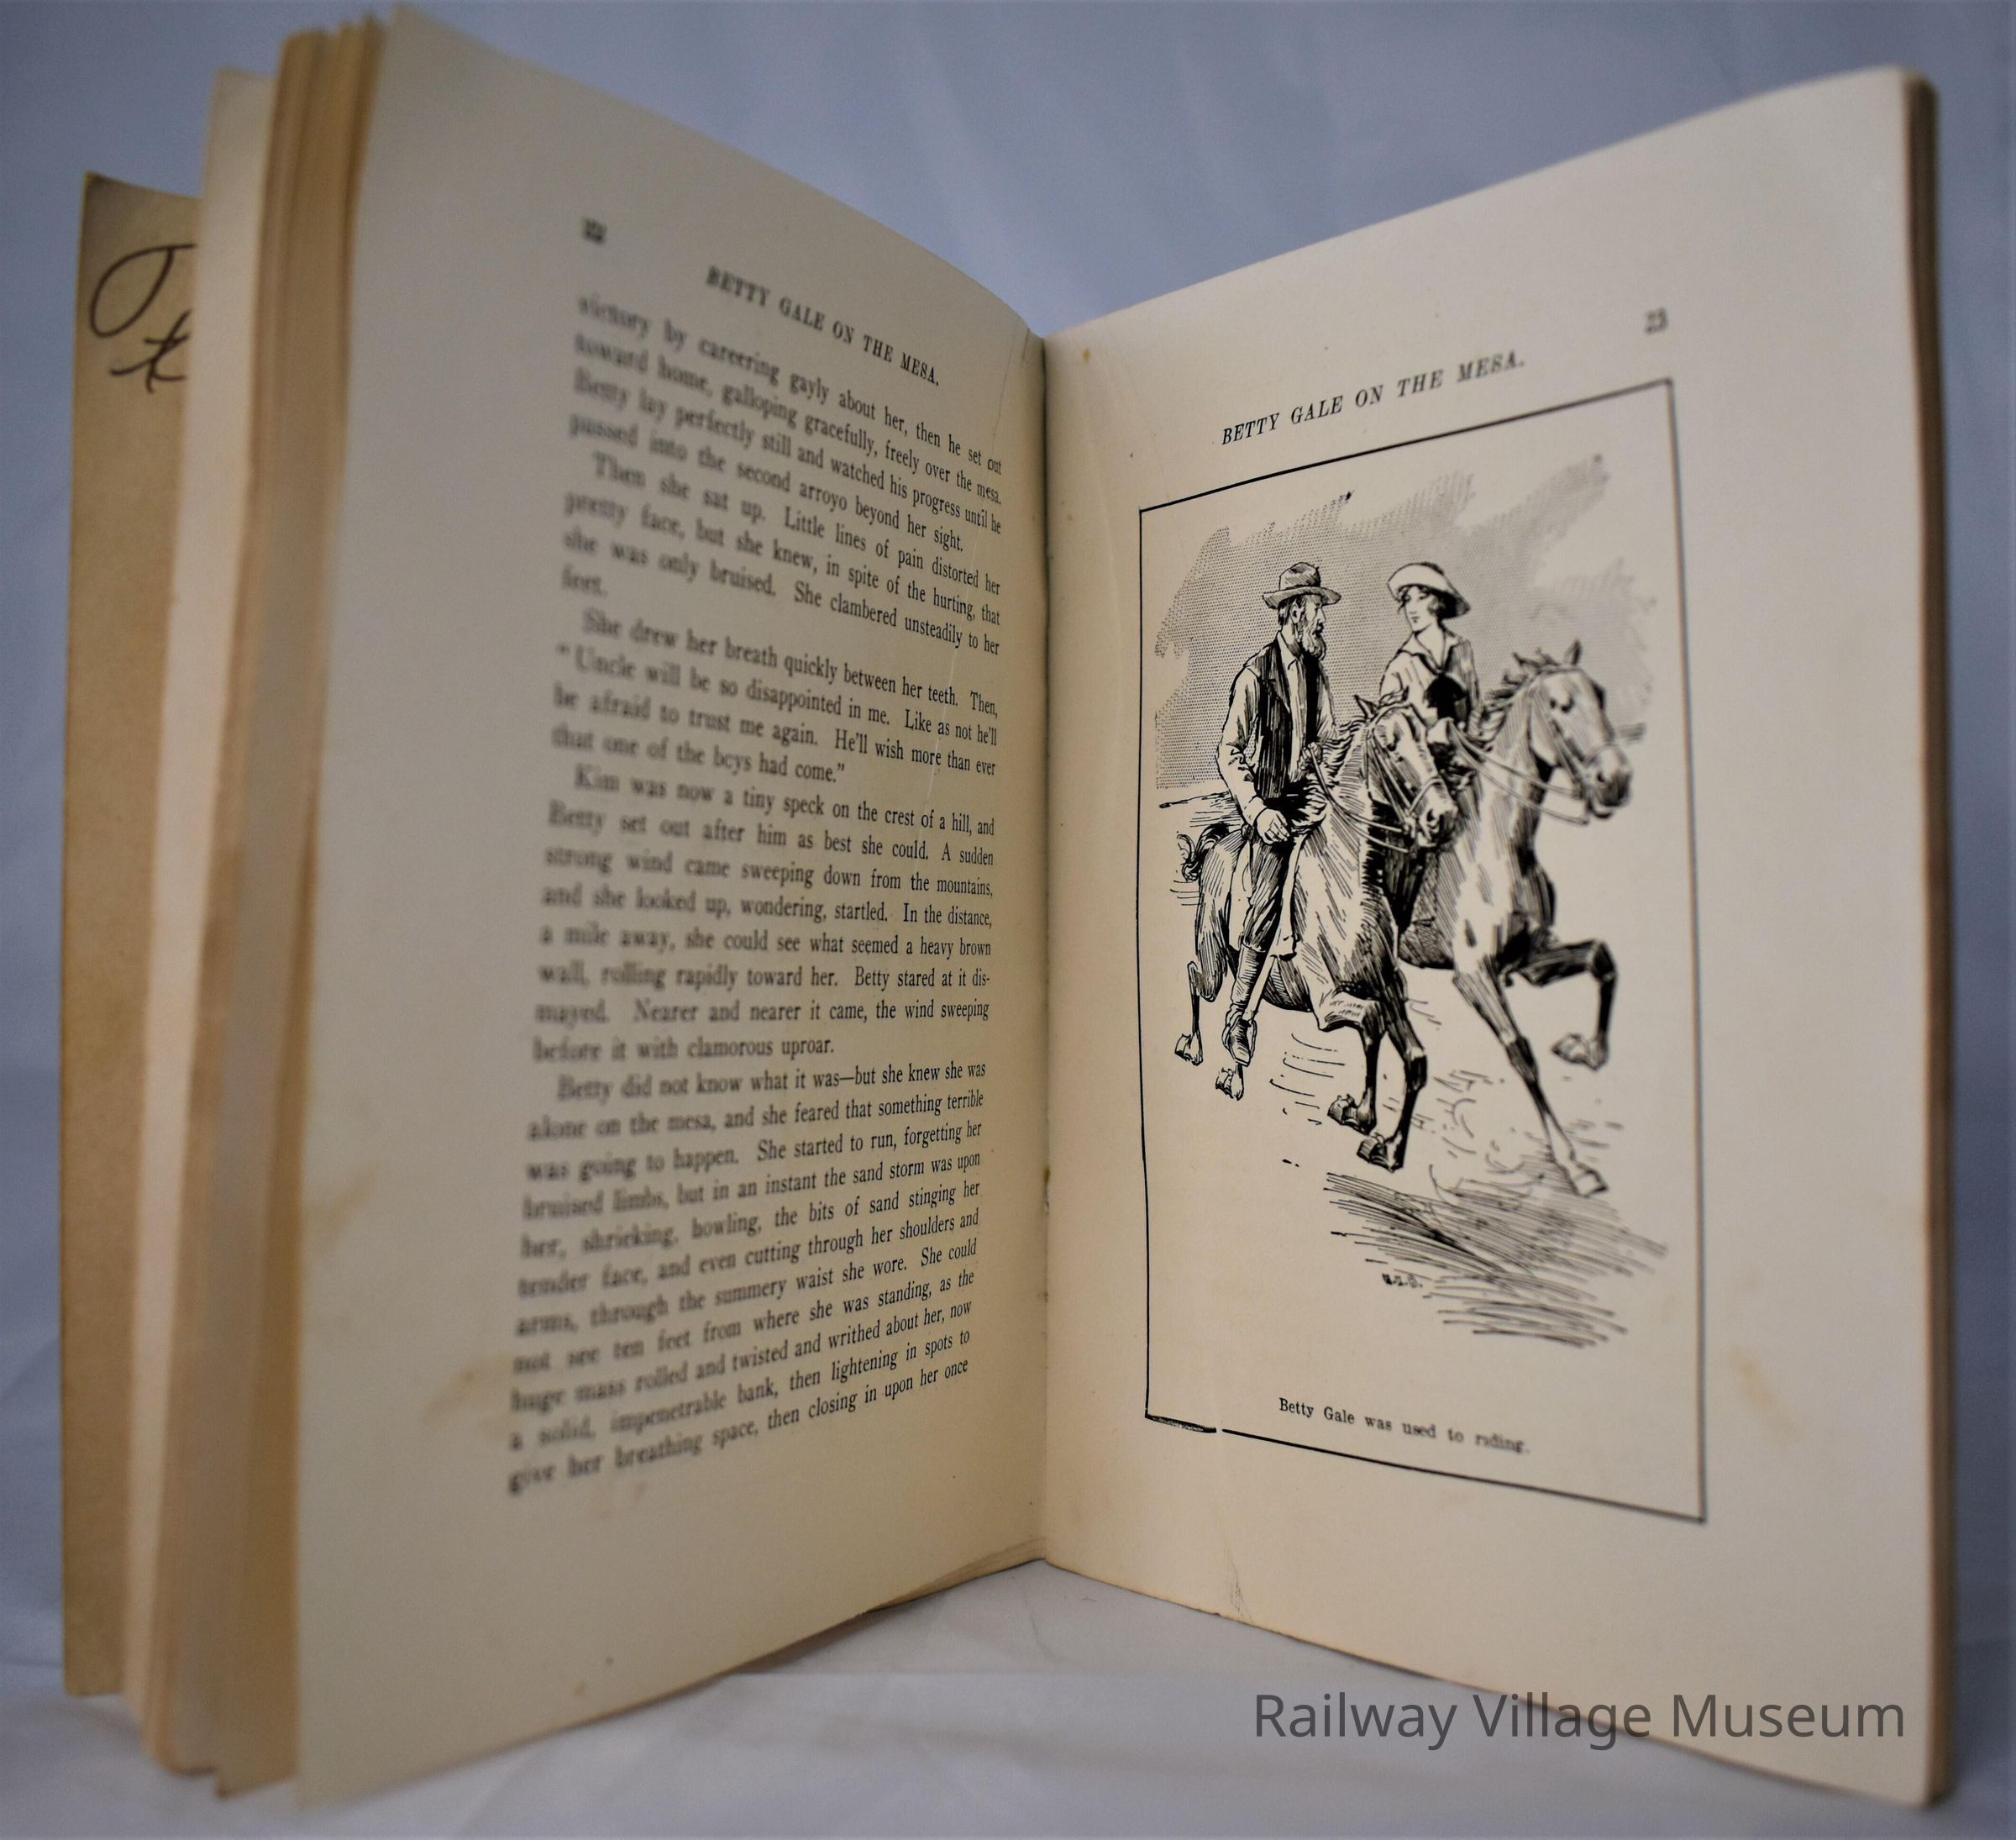 22
BETTY GALE ON THE MESA.
victory by careering gayly about her, then he set out
toward home, galloping gracefully, freely over the mesa.
Betty lay perfectly still and watched his progress until he
passed into the second arroyo beyond her sight.
Then she sat up. Little lines of pain distorted her
pretty face, but she knew, in spite of the hurting, that
she was only bruised. She clambered unsteadily to her
feet.
She drew her breath quickly between her teeth. Then,
"Uncle will be so disappointed in me. Like as not he'll
be afraid to trust me again. He'll wish more than ever
that one of the boys had come."
Kim was now a tiny speck on the crest of a hill, and
Betty set out after him as best she could. A sudden
strong wind came sweeping down from the mountains,
and she looked up, wondering, startled. In the distance,
a mile away, she could see what seemed a heavy brown
wall, rolling rapidly toward her. Betty stared at it dis-
mayed. Nearer and nearer it came, the wind sweeping
before it with clamorous uproar.
Betty did not know what it was—but she knew she was
alone on the mesa, and she feared that something terrible
was going to happen. She started to run, forgetting her
bruised limbs, but in an instant the sand storm was upon
her, shrieking, howling, the bits of sand stinging her
tender face, and even cutting through her shoulders and
arms, through the summery waist she wore. She could
not see ten feet from where she was standing, as the
huge mass rolled and twisted and writhed about her, now
a solid, impenetrable bank, then lightening in spots to
give her breathing space, then closing in upon her once
23
BETTY GALE ON THE MESA.
Betty Gale was used to riding.
Railway Village Museum